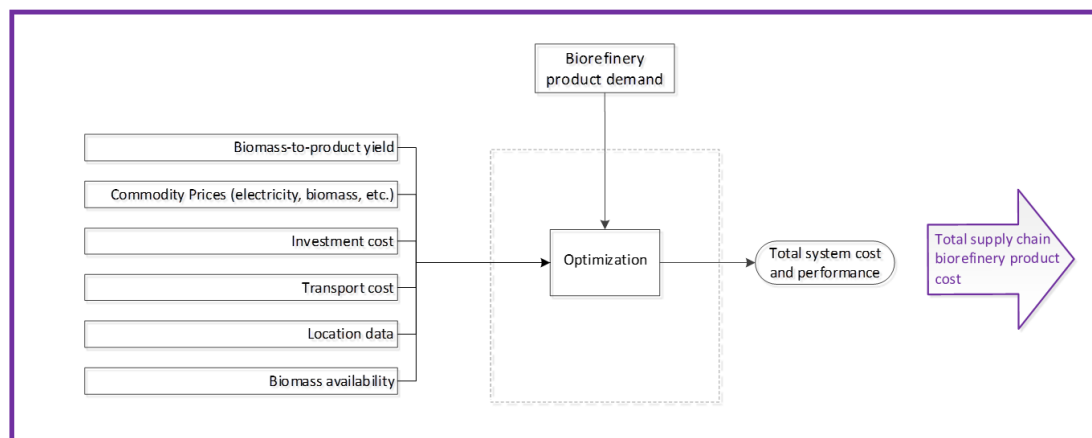 Biorefinery
product demand
Biomass-to-product yield
Commodity Prices (electricity, biomass, etc.)
Investment cost
Transport cost
Location data
Biomass availability
Optimization
Total system cost
and performance
Total supply chain
biorefinery product
cost